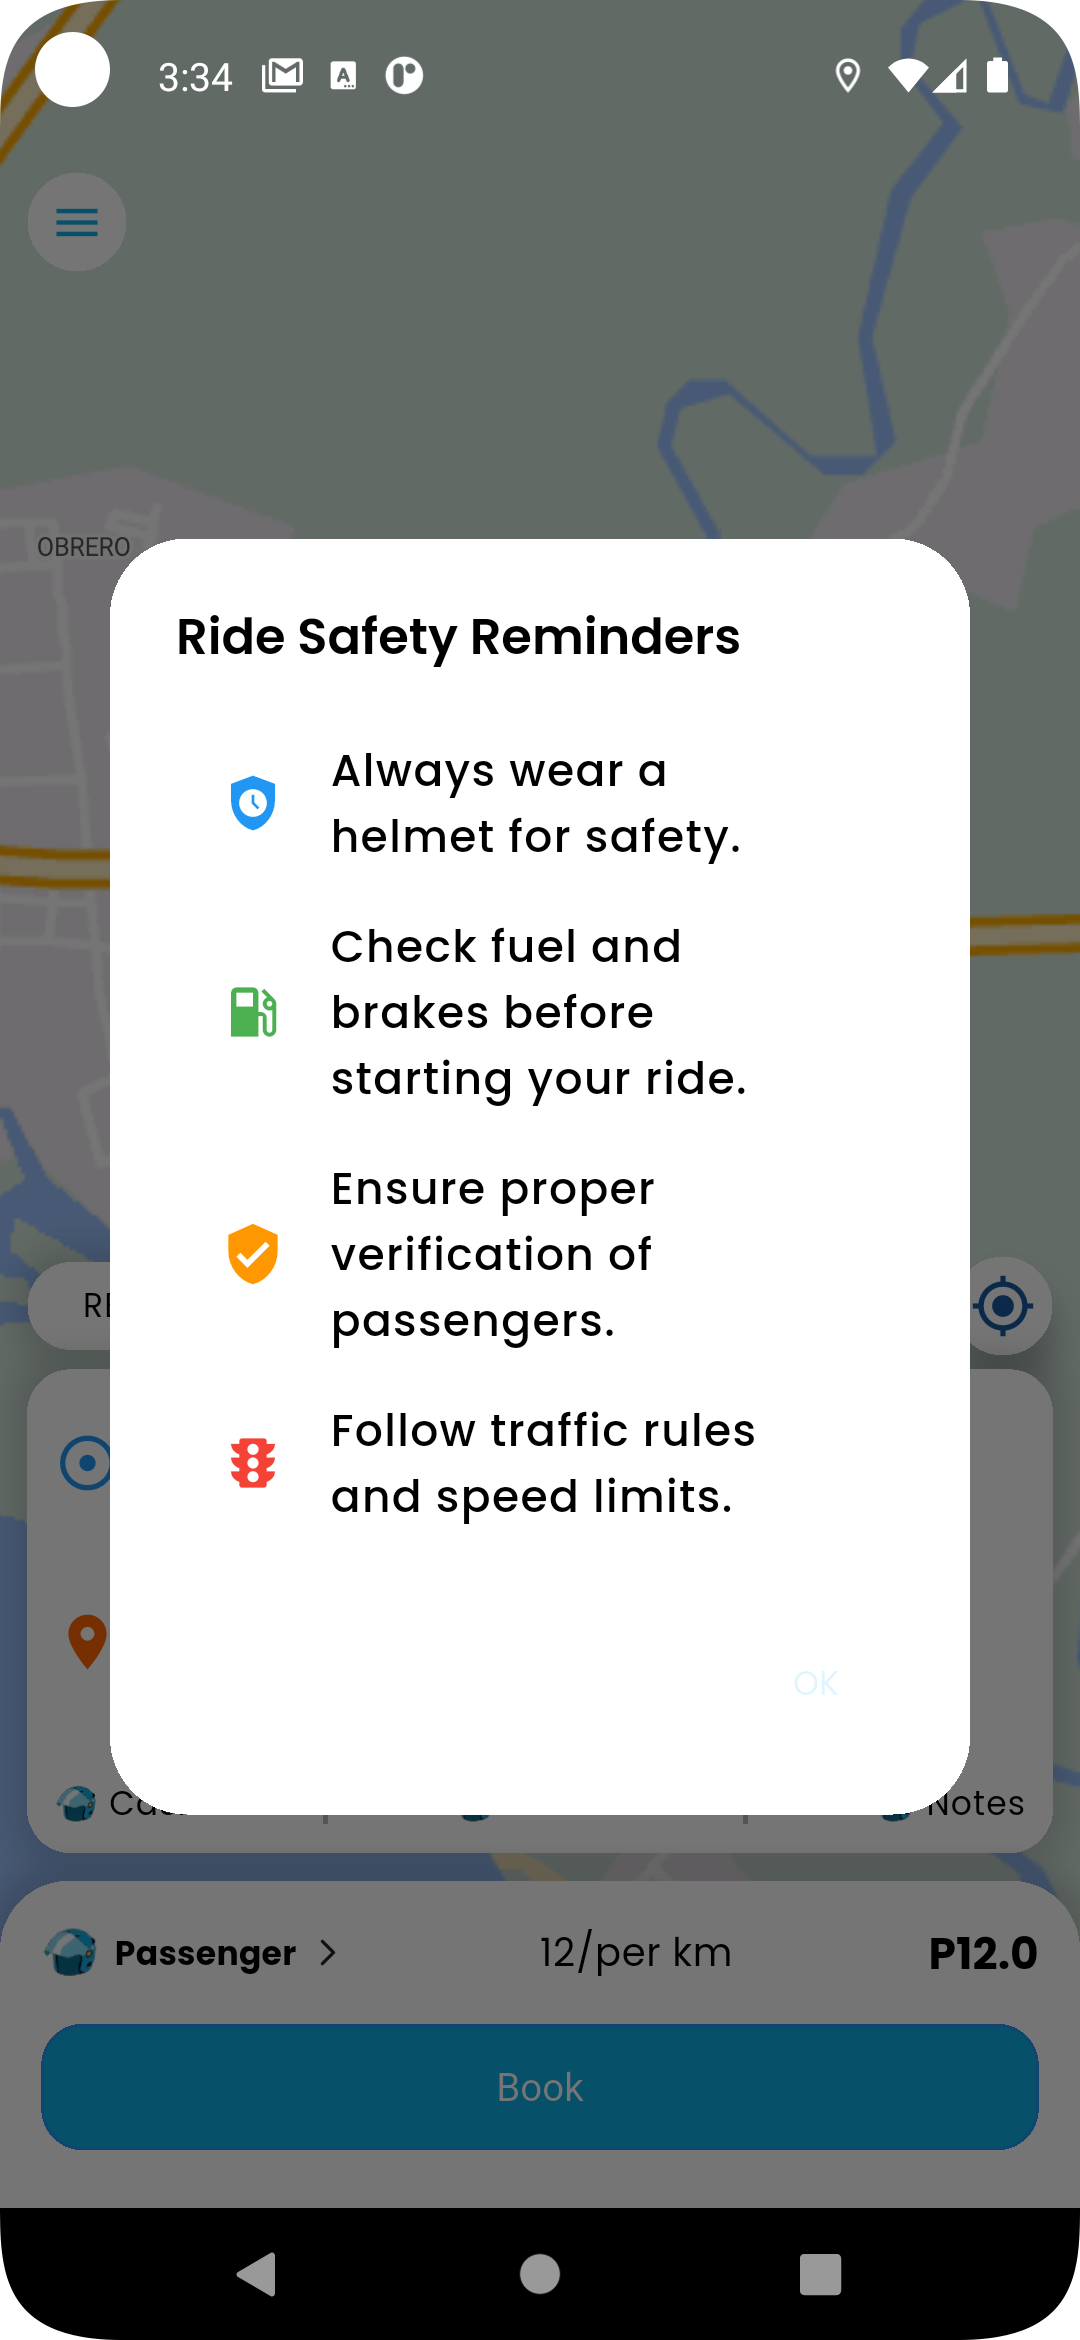 3:34
OBRERO
Ride Safety Reminders
Always wear a
helmet for safety.
Check fuel and
brakes before
starting your ride.
Ensure proper
verification of
passengers.
Follow traffic rules
and speed limits.
OK
Notes
Passenger
12/per km
P12.0
Book